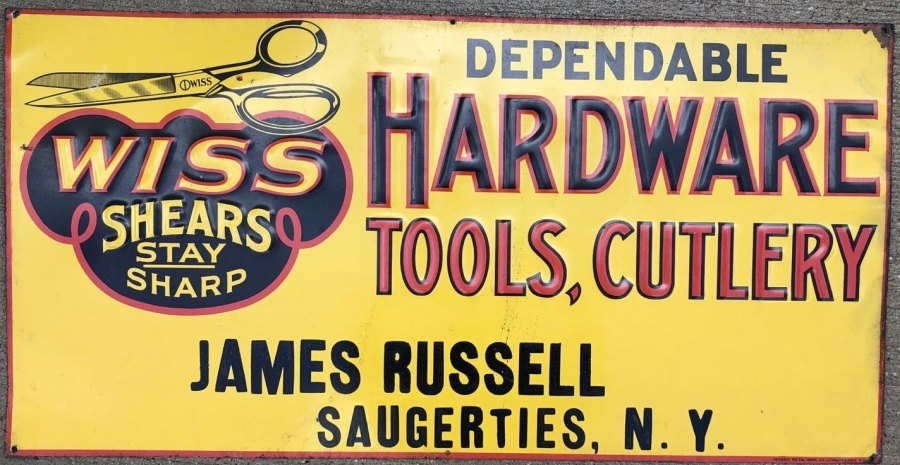 WISS
WISS
SHEARS
STAY
SHARP
DEPENDABLE
HARDWARE
TOOLS, CUTLERY
JAMES RUSSELL
SAUGERTIES, N. Y.